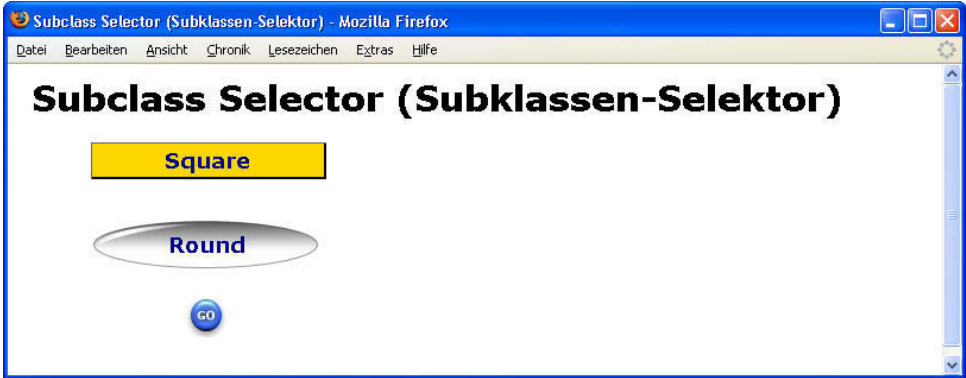 Subclass Selector (Subklassen-Selektor) - Mozilla Firefox
Datei Bearbeiten Ansicht Chronik Lesezeichen Extras Hilfe
Subclass Selector (Subklassen-Selektor)
Square
Round
GO